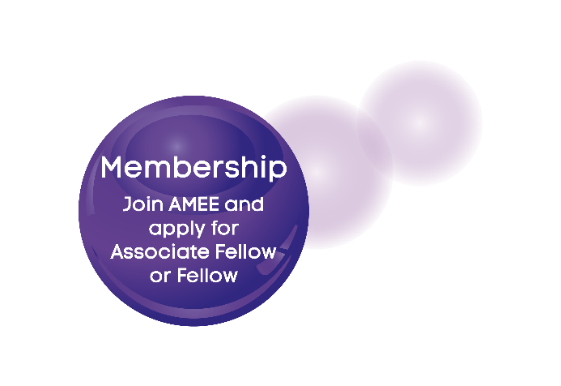 Membership
Join AMEE and
apply for
Associate Fellow
or Fellow